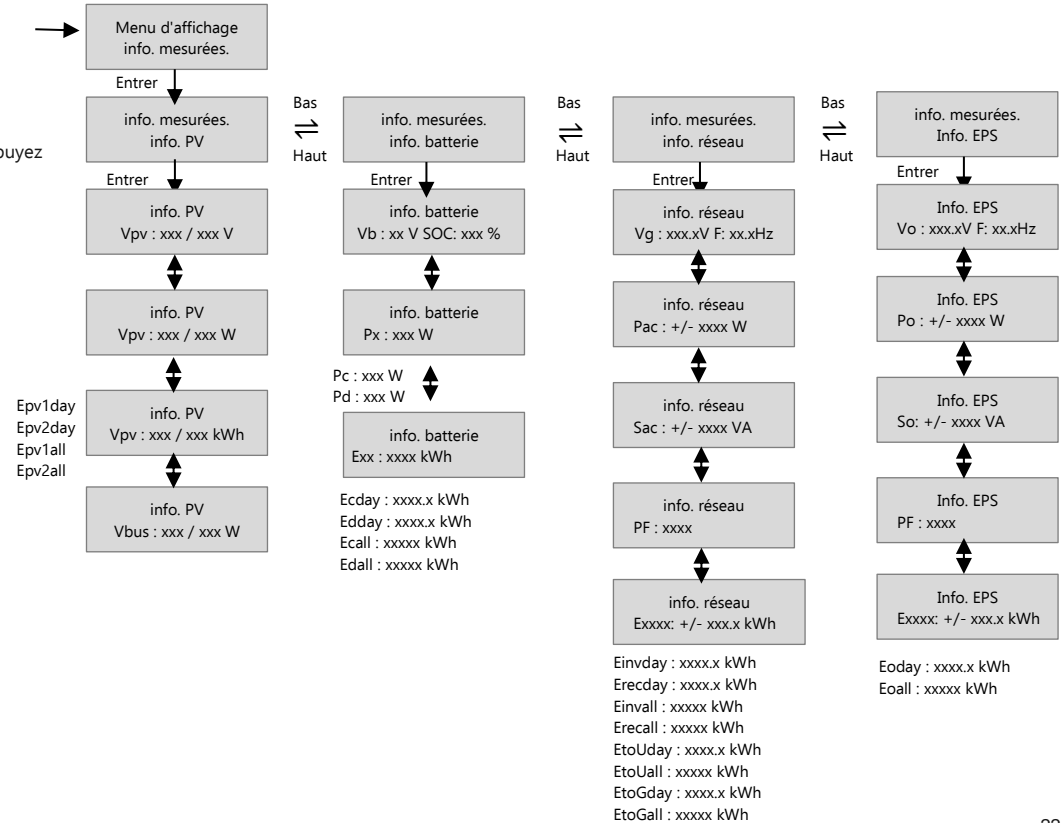 Menu d'affichage
info. mesurées.
Entrer
info. mesurées.
info. PV
Entrer
info. PV
Vpv : xxx / xxx V
info. PV
Vpv : xxx / xxx W
Epv1day
Epv2day
Epv1all
Epv2all
info. PV
Vpv : xxx / xxx kWh
info. PV
Vbus : xxx / xxx W
Bas
Haut
info. mesurées.
info. batterie
Entrer
info. batterie
Vb : xx V SOC: xxx %
info. batterie
Px : xxx W
Pc : xxx W
Pd : xxx W
info. batterie
Exx : xxxx kWh
Ecday : xxxx.x kWh
Edday : xxxx.x kWh
Ecall : xxxxx kWh
Edall : xxxxx kWh
Bas
Haut
info. mesurées.
info. réseau
Entrer
info. réseau
Vg : xxx.xV F: xx.xHz
info. réseau
Pac : +/- xxxx W
info. réseau
Sac : +/- xxxx VA
info. réseau
PF : xxxx
info. réseau
Exxxx: +/- xxx.x kWh
Einvday : xxxx.x kWh
Erecday : xxxx.x kWh
Einvall : xxxxx kWh
Erecall : xxxxx kWh
EtoUday : xxxx.x kWh
EtoUall : xxxxx kWh
EtoGday : xxxx.x kWh
EtoGall : xxxxx kWh
Bas
Haut
info. mesurées.
Info. EPS
Entrer
Info. EPS
Vo : xxx.xV F: xx.xHz
Info. EPS
Po : +/- xxxx W
Info. EPS
So: +/- xxxx VA
Info. EPS
PF : xxxx
Info. EPS
Exxxx: +/- xxx.x kWh
Eoday : xxxx.x kWh
Eoall : xxxxx kWh